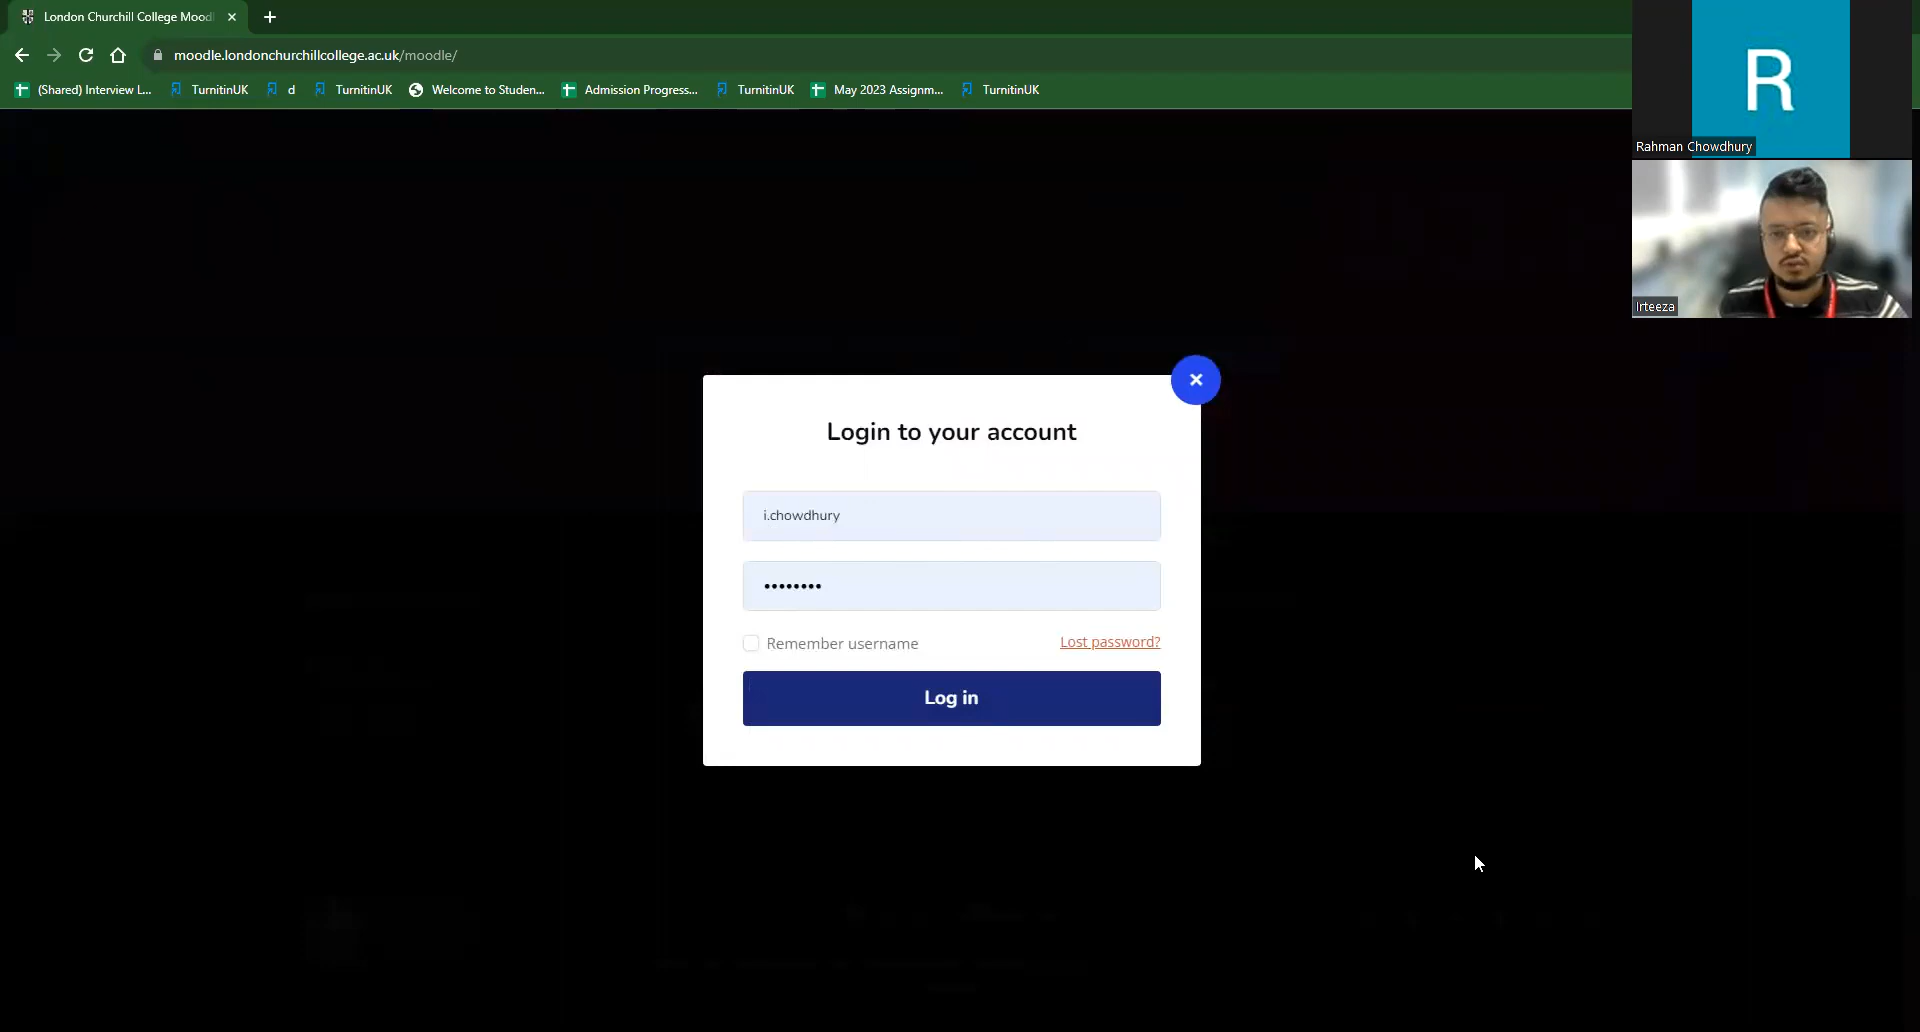 London Churchill College Mood
moodle.londonchurchillcollege.ac.uk/moodle/
(Shared) Interview L... TurnitinUK d TurnitinUK Welcome to Studen... Admission Progress... TurnitinUK May 2023 Assignm... TurnitinUK
R
Rahman Chowdhury
Irteeza
Login to your account
i.chowdhury
••••••••
Remember username Lost password?
Log in